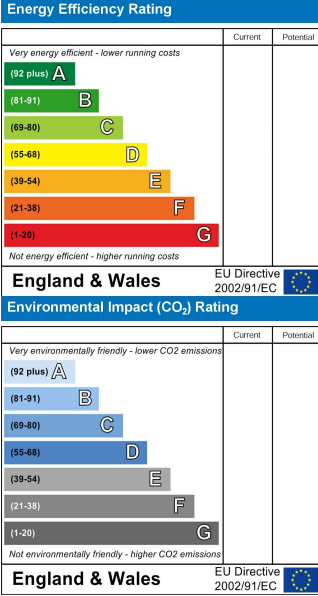 Energy Efficiency Rating
Current Potential
Very energy efficient - lower running costs
(92 plus) A
(81-91) B
(69-80) C
(55-68) D
(39-54) E
(21-38) F
(1-20) G
Not energy efficient - higher running costs
England & Wales
EU Directive
2002/91/EC
Environmental Impact (CO₂) Rating
Current Potential
Very environmentally friendly - lower CO2 emissions
(92 plus) A
(81-91) B
(69-80) C
(55-68) D
(39-54) E
(21-38) F
(1-20) G
Not environmentally friendly - higher CO2 emissions
England & Wales
EU Directive
2002/91/EC